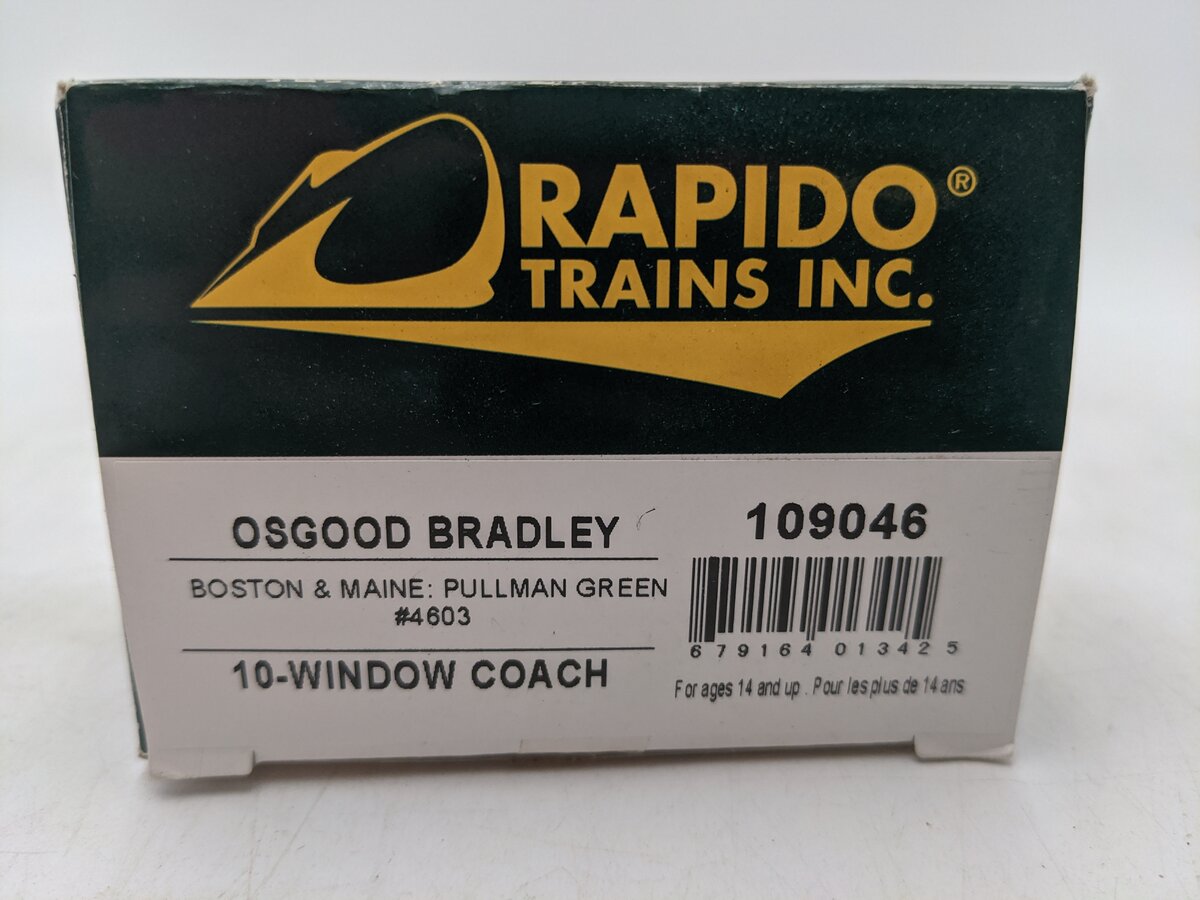 RAPIDO®
TRAINS INC.
OSGOOD BRADLEY
BOSTON & MAINE: PULLMAN GREEN
#4603
10-WINDOW COACH
109046
6 79164 01342 5
For ages 14 and up . Pour les plus de 14 ans